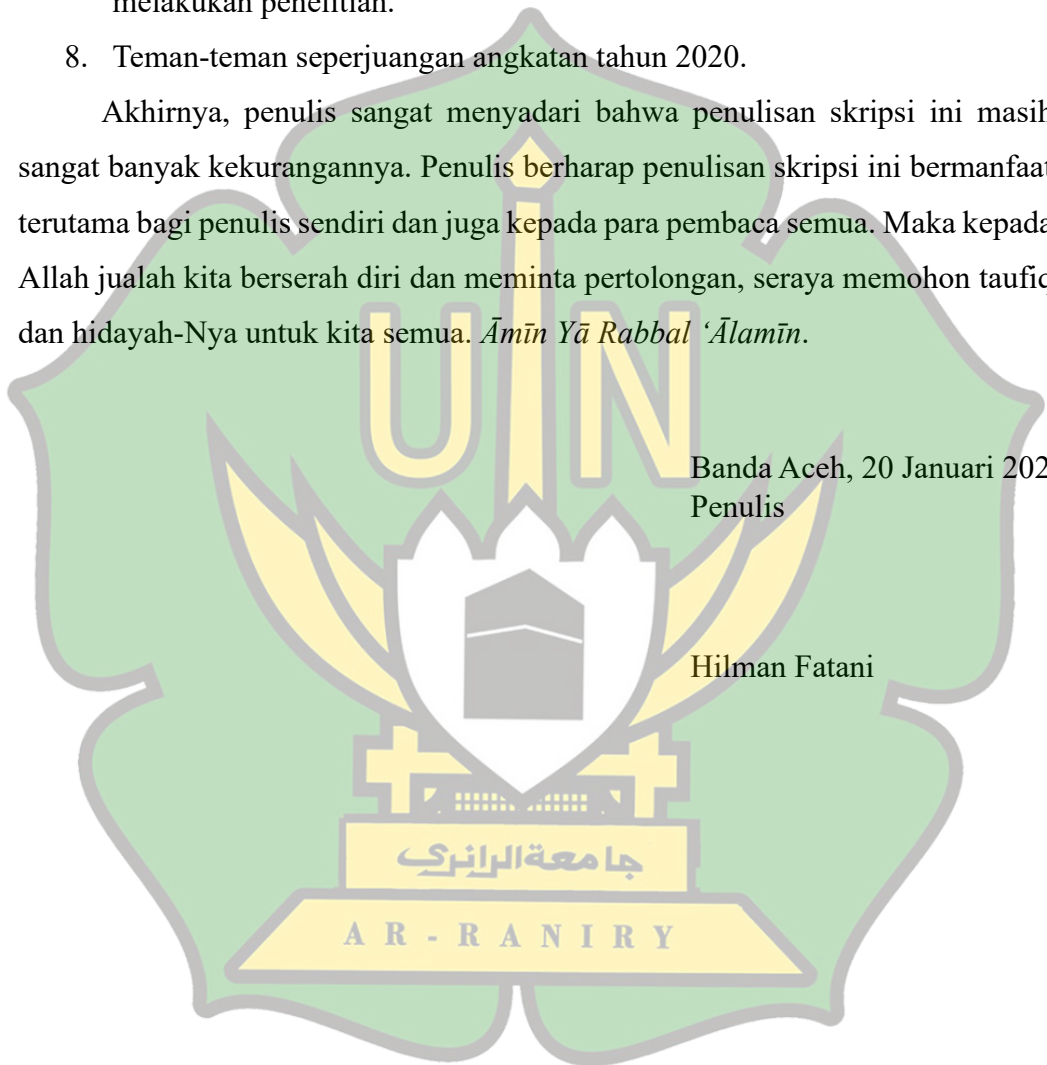 melakukan penelitian.
8. Teman-teman seperjuangan angkatan tahun 2020.
Akhirnya, penulis sangat menyadari bahwa penulisan skripsi ini masih
sangat banyak kekurangannya. Penulis berharap penulisan skripsi ini bermanfaat
terutama bagi penulis sendiri dan juga kepada para pembaca semua. Maka kepada
Allah jualah kita berserah diri dan meminta pertolongan, seraya memohon taufiq
dan hidayah-Nya untuk kita semua. Āmīn Yā Rabbal ‘Ālamīn.
UIN
Banda Aceh, 20 Januari 202
Penulis
Hilman Fatani
جامعةالرانري
AR-RANIRY